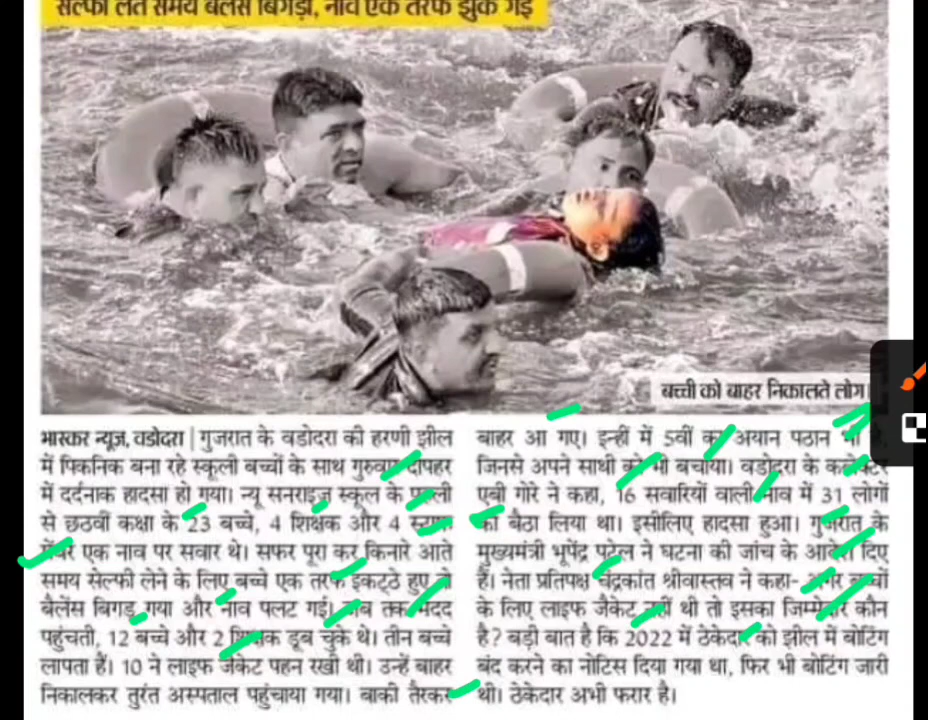 सेल्फी लेते समय बैलेंस बिगड़ा, नाव एक तरफ झुक गई
बच्ची को बाहर निकालते लोग।
भास्कर न्यूज, वडोदरा | गुजरात के वडोदरा की हरणी झील
में पिकनिक बना रहे स्कूली बच्चों के साथ गुरुवार दोपहर
में दर्दनाक हादसा हो गया। न्यू सनराइज स्कूल के पहली
से छठवीं कक्षा के 23 बच्चे, 4 शिक्षक और 4 स्टाफ
मेंबर एक नाव पर सवार थे। सफर पूरा कर किनारे आते
समय सेल्फी लेने के लिए बच्चे एक तरफ इकट्ठे हुए तो
बैलेंस बिगड़ गया और नाव पलट गई। जब तक मदद
पहुंचती, 12 बच्चे और 2 शिक्षक डूब चुके थे। तीन बच्चे
लापता हैं। 10 ने लाइफ जैकेट पहन रखी थी। उन्हें बाहर
निकालकर तुरंत अस्पताल पहुंचाया गया। बाकी तैरकर
बाहर आ गए। इन्हीं में 5वीं का अयान पठान भी
जिनसे अपने साथी को भी बचाया। वडोदरा के कलेक्टर
एबी गोरे ने कहा, 16 सवारियों वाली नाव में 31 लोगों
को बैठा लिया था। इसीलिए हादसा हुआ। गुजरात के
मुख्यमंत्री भूपेंद्र पटेल ने घटना की जांच के आदेश दिए
हैं। नेता प्रतिपक्ष चंद्रकांत श्रीवास्तव ने कहा- अगर बच्चों
के लिए लाइफ जैकेट नहीं थी तो इसका जिम्मेदार कौन
है? बड़ी बात है कि 2022 में ठेकेदार को झील में बोटिंग
बंद करने का नोटिस दिया गया था, फिर भी बोटिंग जारी
थी। ठेकेदार अभी फरार है।